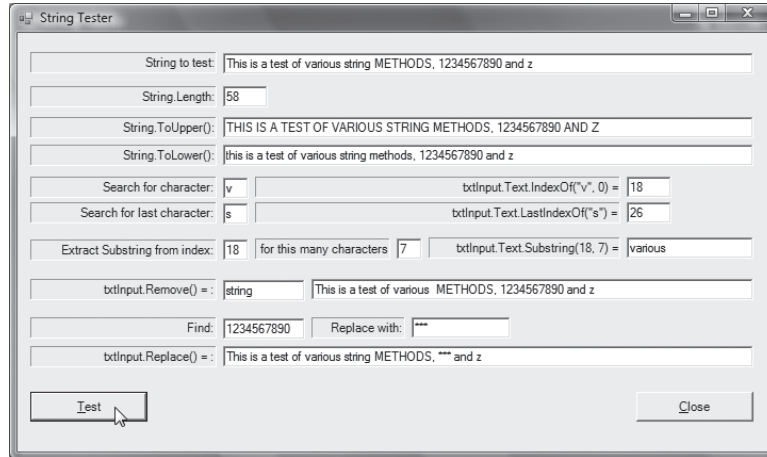 String Tester
String to test: This is a test of various string METHODS, 1234567890 and z
String.Length: 58
String.ToUpper(): THIS IS A TEST OF VARIOUS STRING METHODS, 1234567890 AND Z
String.ToLower(): this is a test of various string methods, 1234567890 and z
Search for character: v txtInput.Text.IndexOf("v", 0) = 18
Search for last character: s txtInput.Text.LastIndexOf("s") = 26
Extract Substring from index: 18 for this many characters 7 txtInput.Text.Substring(18, 7) = various
txtInput.Remove() = : string This is a test of various  METHODS, 1234567890 and z
Find: 1234567890 Replace with: ***
txtInput.Replace() = : This is a test of various string METHODS, *** and z
Test Close